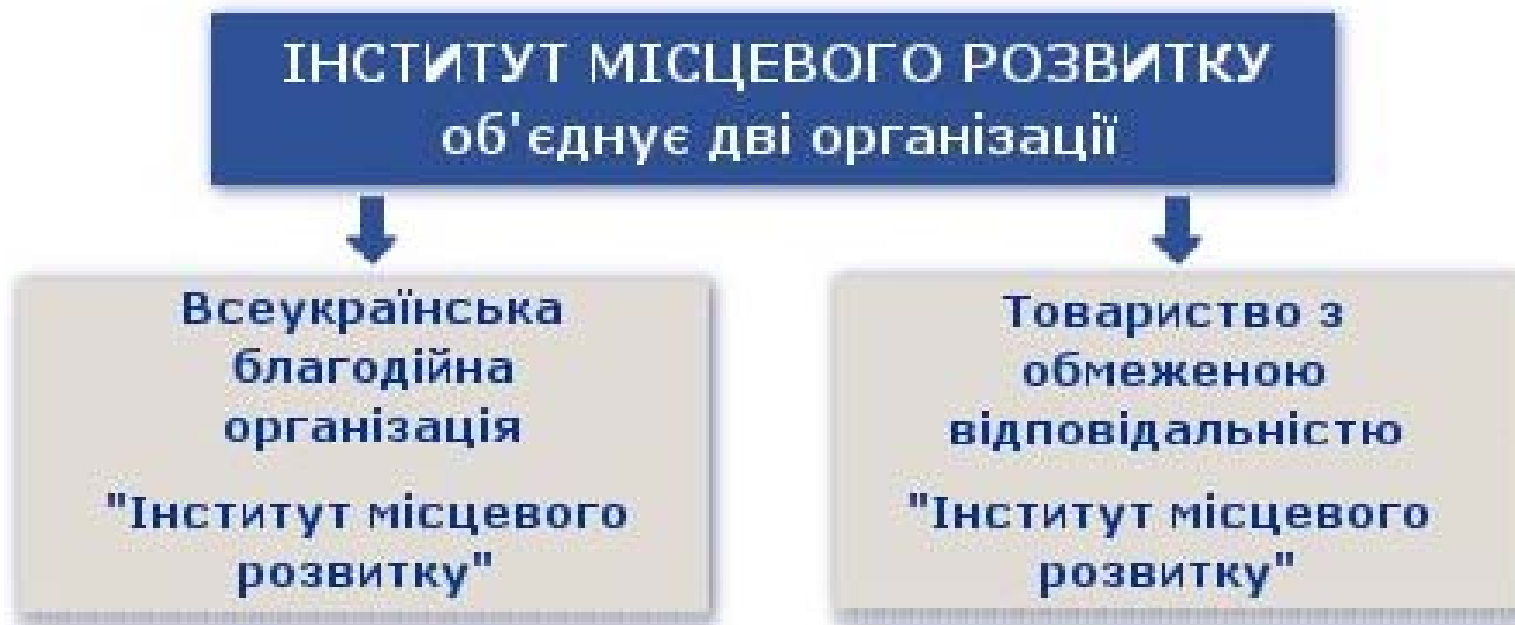 ІНСТИТУТ МІСЦЕВОГО РОЗВИТКУ
об'єднує дві організації
Всеукраїнська
благодійна
організація
"Інститут місцевого
розвитку"
Товариство з
обмеженою
відповідальністю
"Інститут місцевого
розвитку"